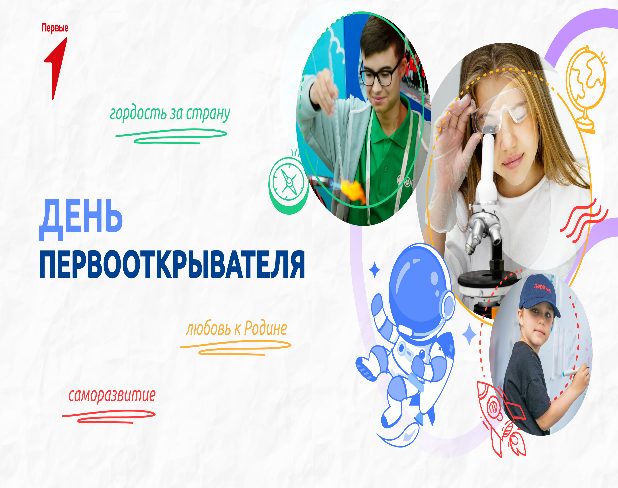 Первые
гордость за страну
ДЕНЬ
ПЕРВООТКРЫВАТЕЛЯ
любовь к Родине
саморазвитие